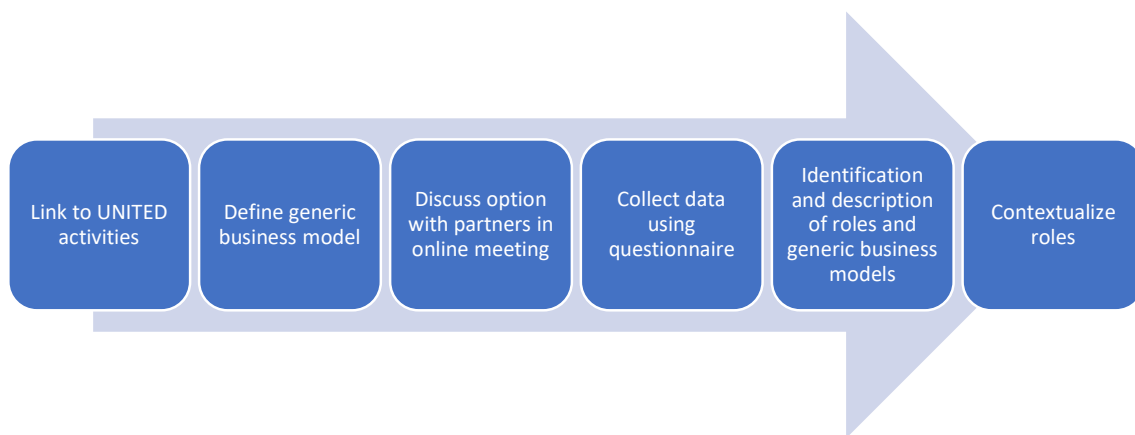 Link to UNITED
activities
Define generic
business model
Discuss option
with partners in
online meeting
Collect data
using
questionnaire
Identification
and description
of roles and
generic business
models
Contextualize
roles